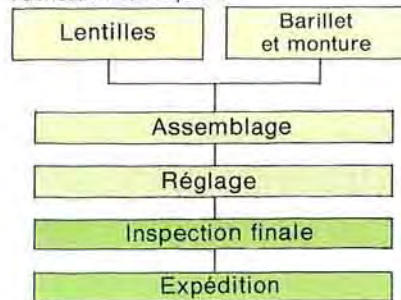 Lentilles
Barillet
et monture
Assemblage
Réglage
Inspection finale
Expédition